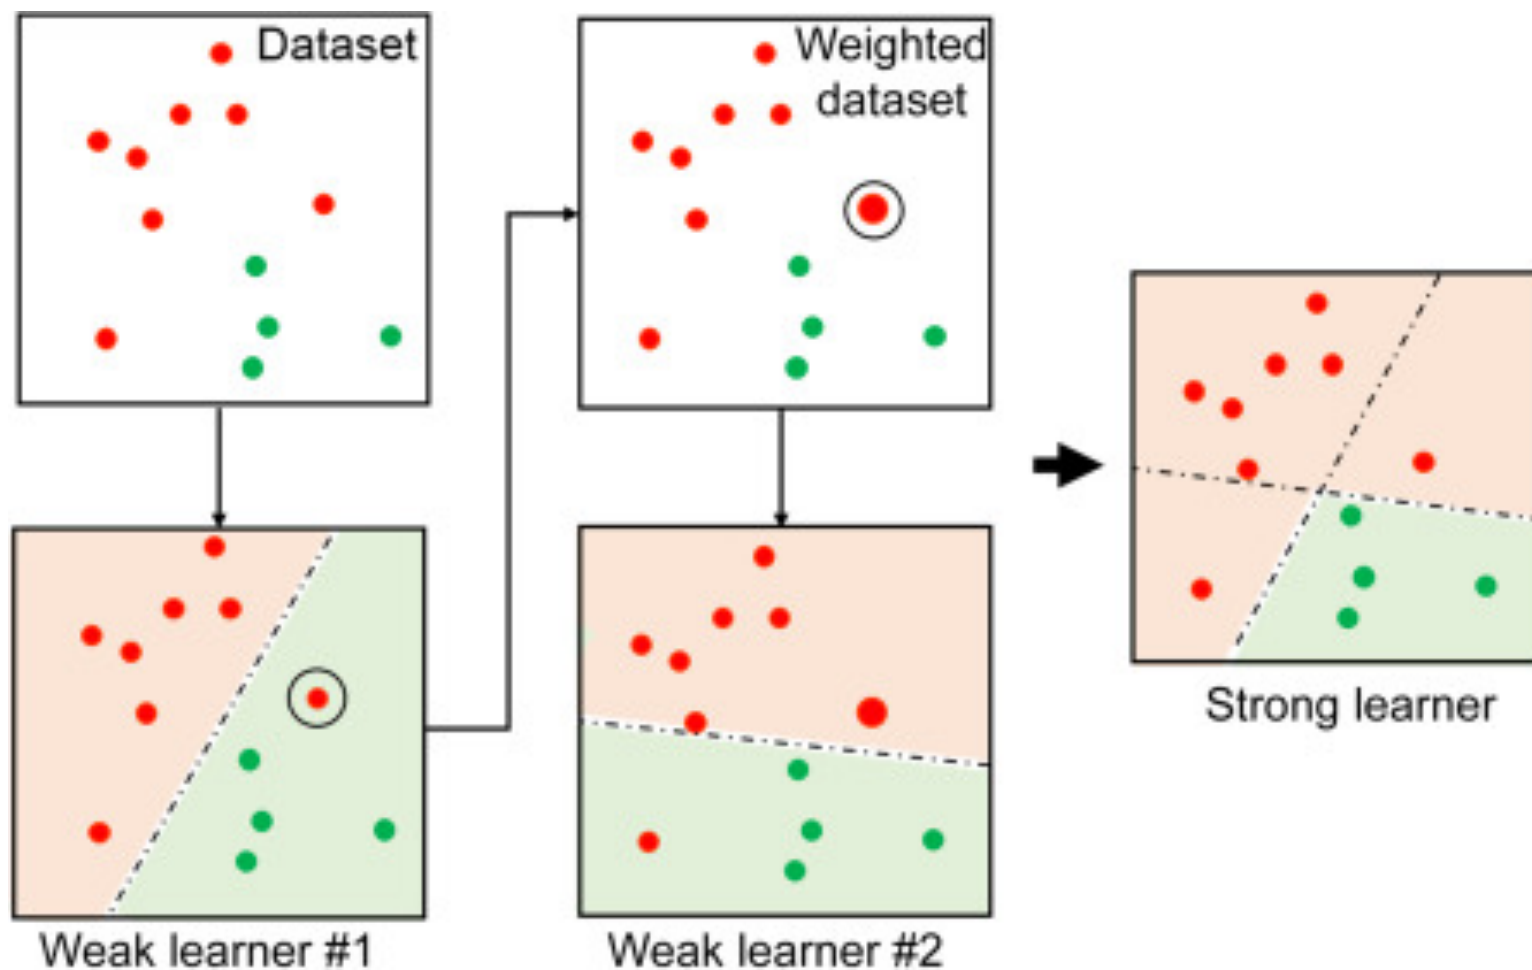 Dataset
Weighted
dataset
Strong learner
Weak learner #1
Weak learner #2